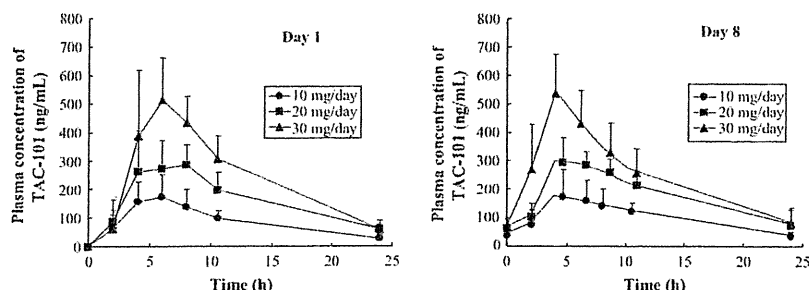 Plasma concentration of
TAC-101 (ng/mL)
800
700
600
500
400
300
200
100
0
Day 1
10 mg/day
20 mg/day
30 mg/day
0
5
10
15
20
25
Time (h)
Plasma concentration of
TAC-101 (ng/mL)
800
700
600
500
400
300
200
100
0
Day 8
10 mg/day
20 mg/day
30 mg/day
0
5
10
15
20
25
Time (h)